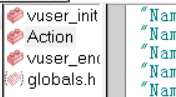 vuser_init
Action
vuser_en
globals.h
"Nam
"Nam
"Nam
"Nam
"Nam